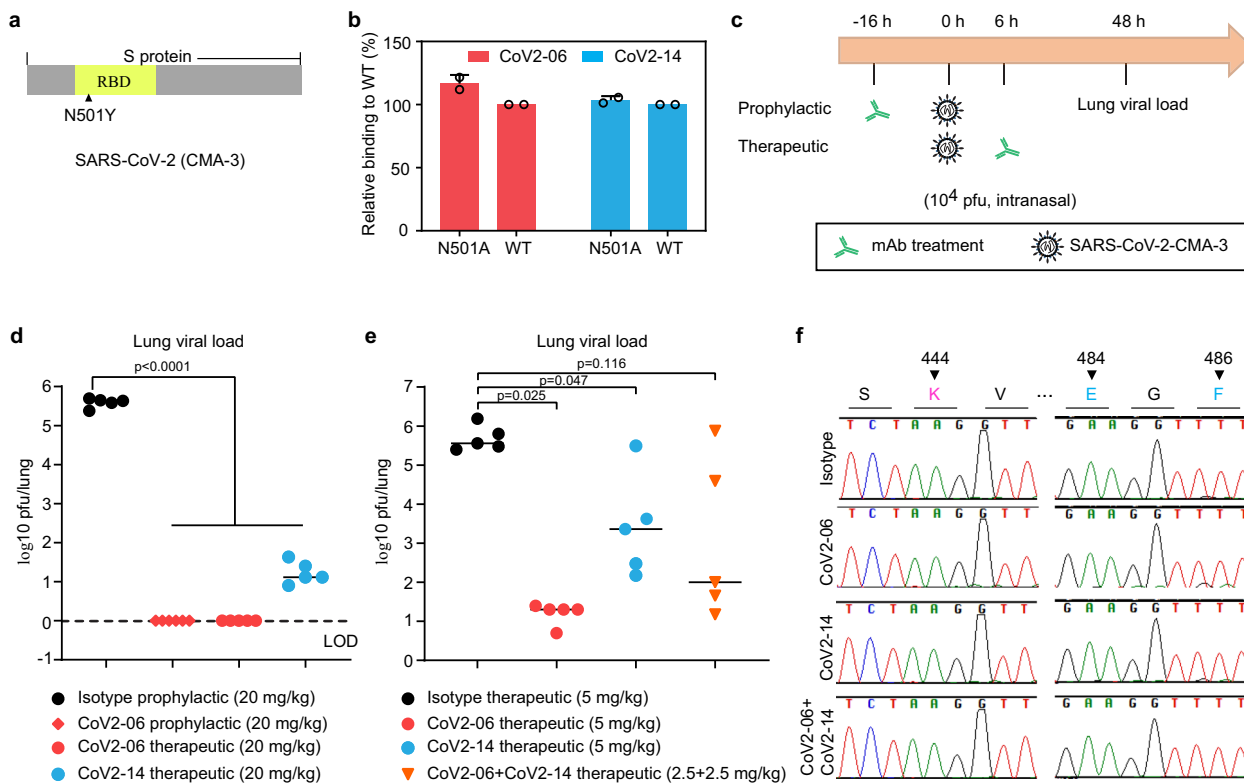 a
S protein
RBD
N501Y
SARS-CoV-2 (CMA-3)
b
Relative binding to WT (%)
150
100
50
0
CoV2-06
CoV2-14
N501A
WT
N501A
WT
c
-16 h
0 h
6 h
48 h
Prophylactic
Lung viral load
Therapeutic
(10⁴ pfu, intranasal)
mAb treatment
SARS-CoV-2-CMA-3
d
Lung viral load
p<0.0001
log10 pfu/lung
6
5
4
3
2
1
0
-1
LOD
Isotype prophylactic (20 mg/kg)
CoV2-06 prophylactic (20 mg/kg)
CoV2-06 therapeutic (20 mg/kg)
CoV2-14 therapeutic (20 mg/kg)
e
Lung viral load
p=0.116
p=0.047
p=0.025
log10 pfu/lung
7
6
5
4
3
2
1
0
Isotype therapeutic (5 mg/kg)
CoV2-06 therapeutic (5 mg/kg)
CoV2-14 therapeutic (5 mg/kg)
CoV2-06+CoV2-14 therapeutic (2.5+2.5 mg/kg)
f
444
484
486
S K V ... E G F
Isotype
T C T A A G G T T
G A A G G T T T T
CoV2-06
T C T A A G G T T
G A A G G T T T T
CoV2-14
T C T A A G G T T
G A A G G T T T T
CoV2-06+
CoV2-14
T C T A A G G T T
G A A G G T T T T